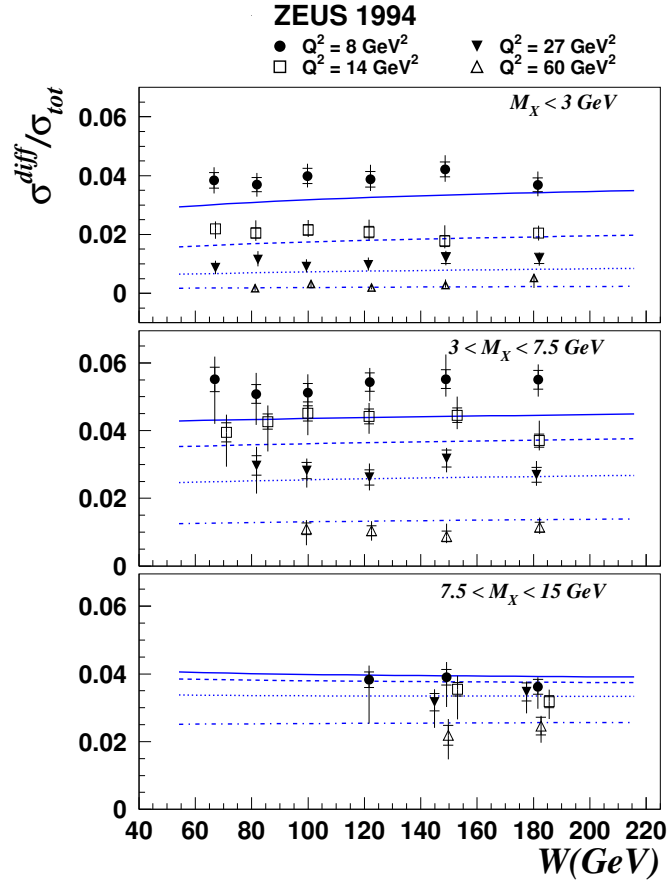 ZEUS 1994
Q² = 8 GeV² Q² = 27 GeV²
Q² = 14 GeV² Q² = 60 GeV²
σ^diff/σ_tot
M_X < 3 GeV
0.06
0.04
0.02
0
3 < M_X < 7.5 GeV
0.06
0.04
0.02
0
7.5 < M_X < 15 GeV
0.06
0.04
0.02
0
40 60 80 100 120 140 160 180 200 220
W(GeV)